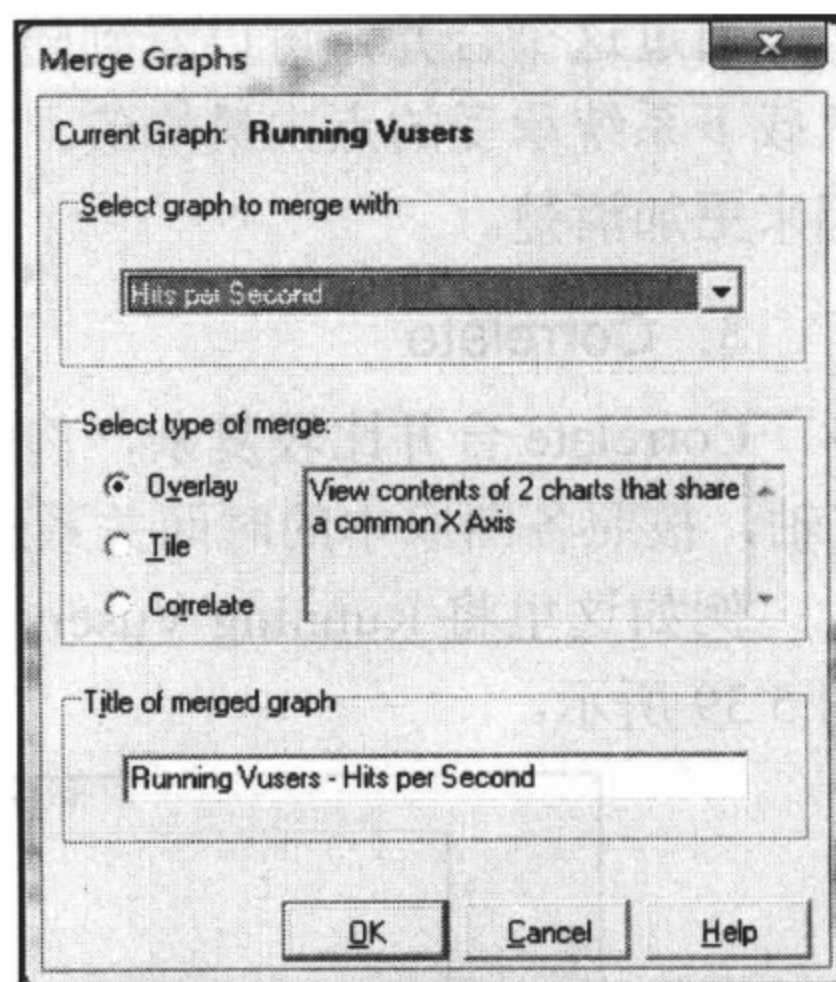 Merge Graphs
Current Graph: Running Vusers
Select graph to merge with
Hits per Second
Select type of merge:
Overlay
Tile
Correlate
View contents of 2 charts that share
a common X Axis
Title of merged graph
Running Vusers - Hits per Second
OK
Cancel
Help